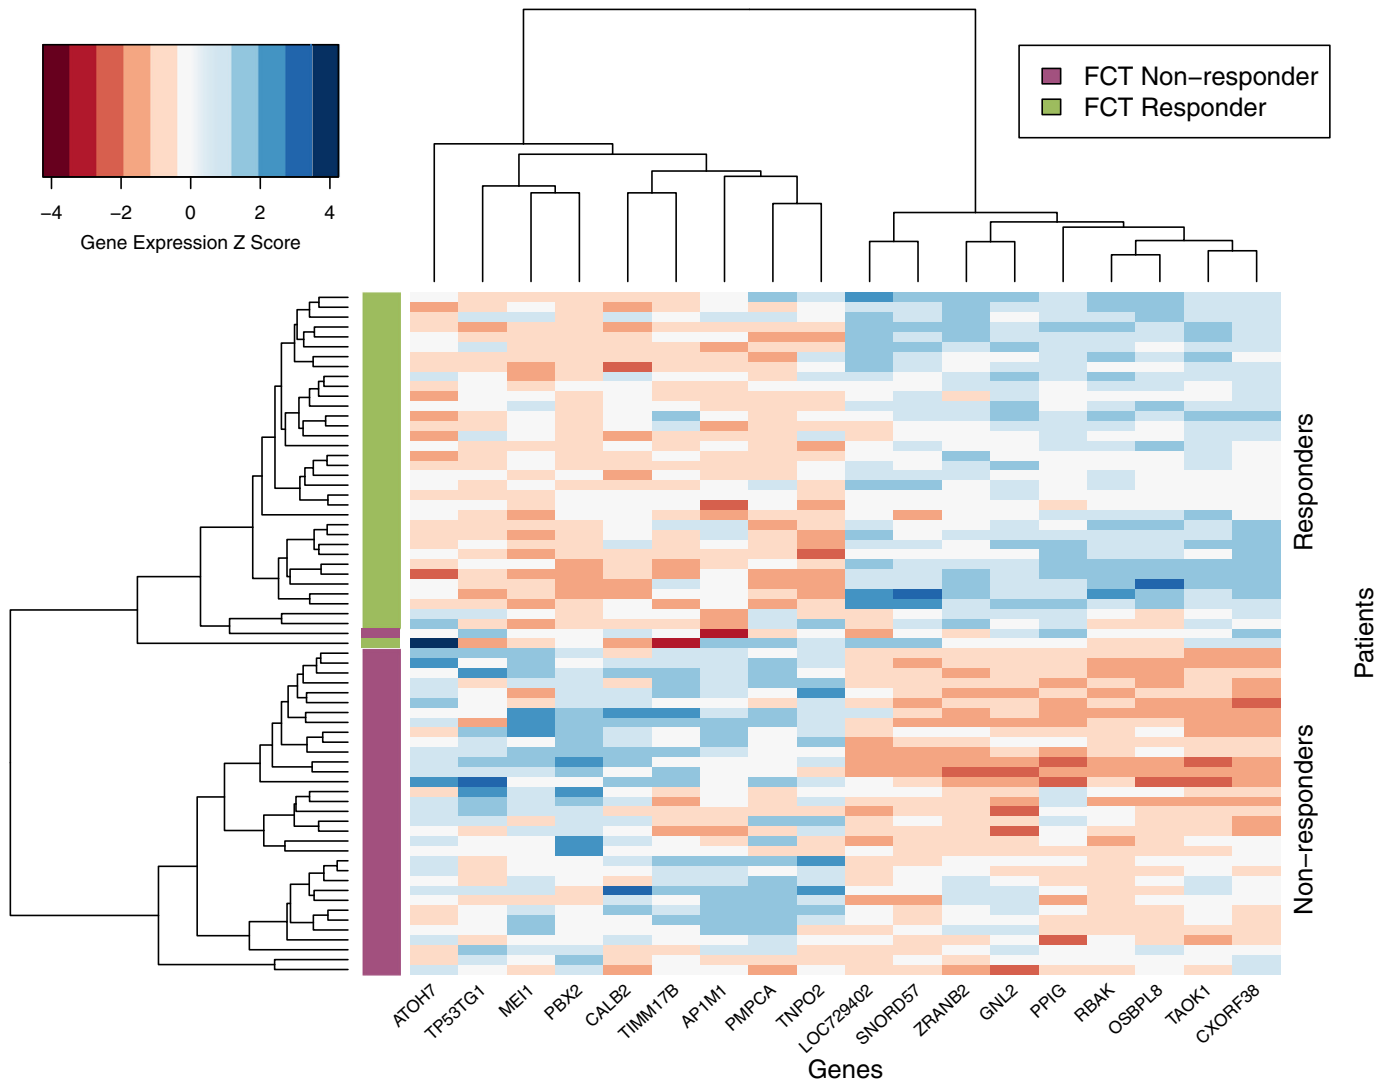 FCT Non−responder
FCT Responder
−4 −2 0 2 4
Gene Expression Z Score
Responders
Patients
Non−responders
ATOH7
TP53TG1
MEI1
PBX2
CALB2
TIMM17B
AP1M1
PMPCA
TNPO2
LOC729402
SNORD57
ZRANB2
GNL2
PPIG
RBAK
OSBPL8
TAOK1
CXORF38
Genes